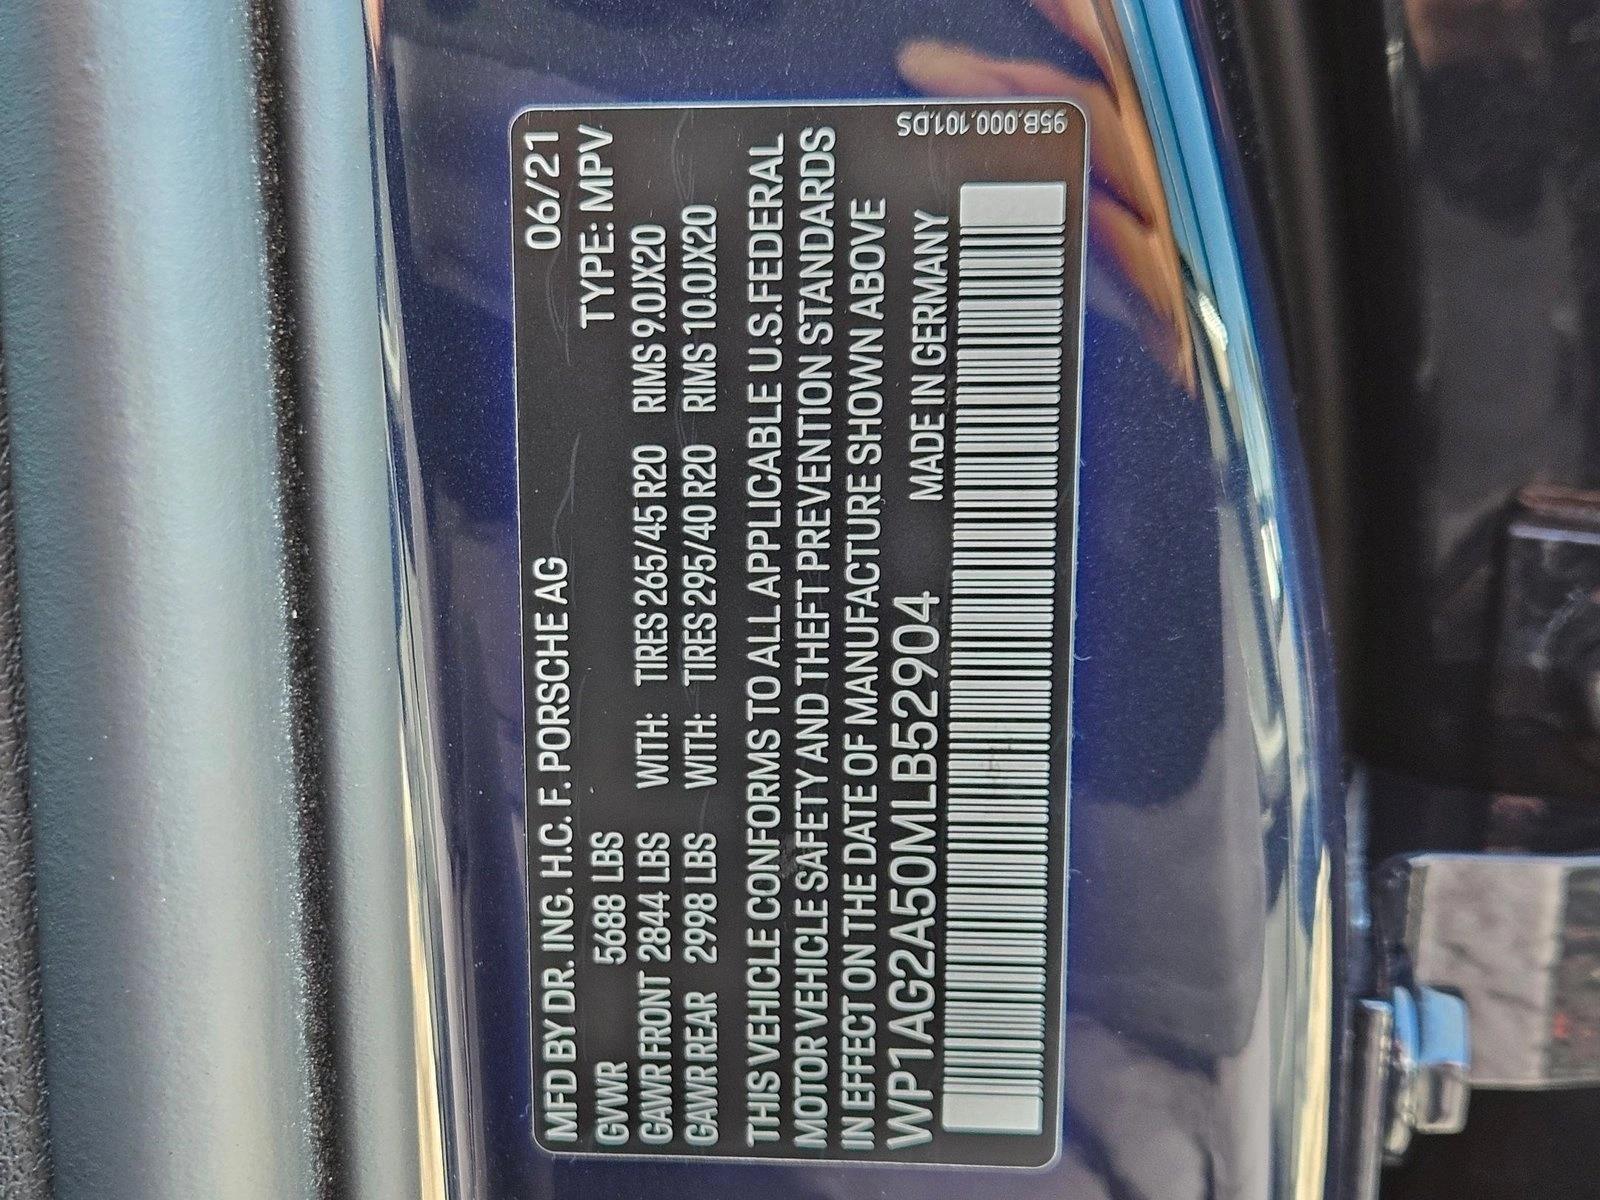 MFD BY DR. ING. H.C. F. PORSCHE AG 06/21
GVWR 5688 LBS TYPE: MPV
GAWR FRONT 2844 LBS WITH: TIRES 265/45 R20 RIMS 9.0JX20
GAWR REAR 2998 LBS WITH: TIRES 295/40 R20 RIMS 10.0JX20
THIS VEHICLE CONFORMS TO ALL APPLICABLE U.S.FEDERAL
MOTOR VEHICLE SAFETY AND THEFT PREVENTION STANDARDS
IN EFFECT ON THE DATE OF MANUFACTURE SHOWN ABOVE
WP1AG2A50MLB52904 MADE IN GERMANY
95B.000.101.DS